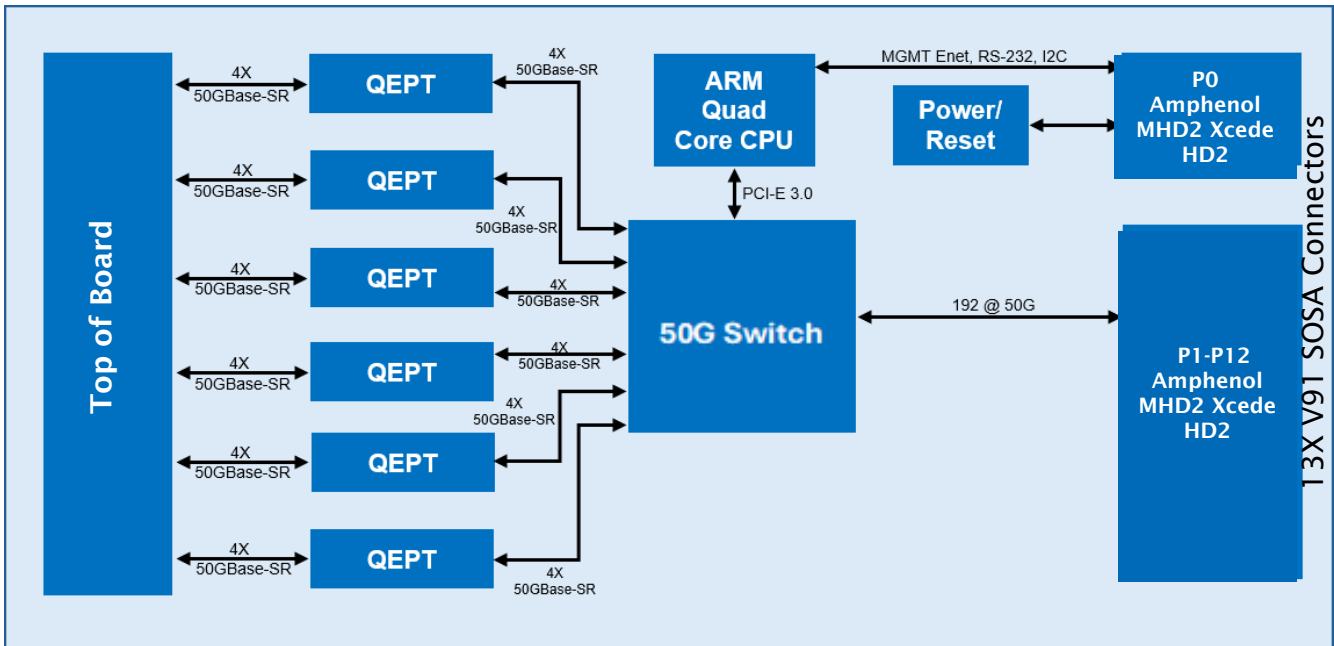 Top of Board
4X
50GBase-SR
QEPT
4X
50GBase-SR
4X
50GBase-SR
QEPT
4X
50GBase-SR
4X
50GBase-SR
QEPT
4X
50GBase-SR
4X
50GBase-SR
QEPT
4X
50GBase-SR
4X
50GBase-SR
QEPT
4X
50GBase-SR
4X
50GBase-SR
QEPT
4X
50GBase-SR
ARM
Quad
Core CPU
PCI-E 3.0
50G Switch
MGMT Enet, RS-232, I2C
Power/
Reset
192 @ 50G
P0
Amphenol
MHD2 Xcede
HD2
P1-P12
Amphenol
MHD2 Xcede
HD2
13X V91 SOSA Connectors